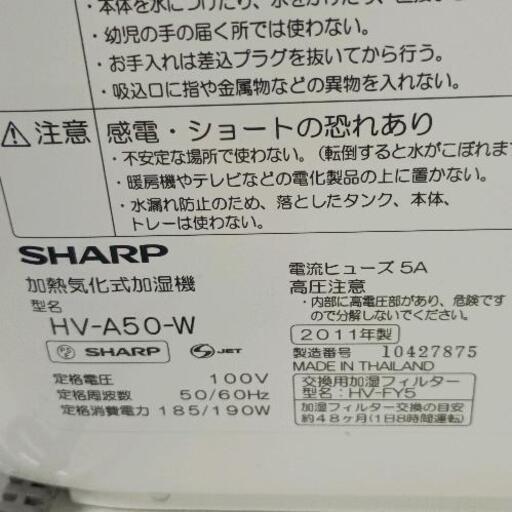 ・本体を水につけたり、水をかけたり
・幼児の手の届く所では使わない。
・お手入れは差込プラグを抜いてから行う。
・吸込口に指や金属物などの異物を入れない。
注意 感電・ショートの恐れあり
・不安定な場所で使わない。(転倒すると水がこぼれます
・暖房機やテレビなどの電化製品の上に置かない。
・水漏れ防止のため、落としたタンク、本体、
トレーは使わない。
SHARP
加熱気化式加湿機
型名
HV-A50-W
SHARP
JET
定格電圧 100V
定格周波数 50/60Hz
定格消費電力 185/190W
電流ヒューズ 5A
高圧注意
・内部に高電圧部があり、危険です
ので分解しないでください。
2011年製
製造番号 10427875
MADE IN THAILAND
交換用加湿フィルター
型名:HV-FY5
加湿フィルター交換の目安
約48ヶ月(1日8時間運転)